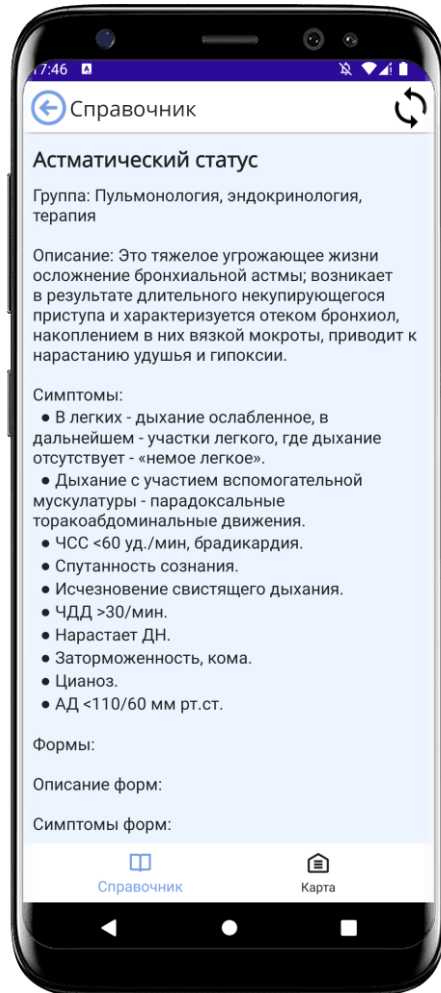 17:46
Справочник
Астматический статус
Группа: Пульмонология, эндокринология,
терапия
Описание: Это тяжелое угрожающее жизни
осложнение бронхиальной астмы; возникает
в результате длительного некупирующегося
приступа и характеризуется отеком бронхиол,
накоплением в них вязкой мокроты, приводит к
нарастанию удушья и гипоксии.
Симптомы:
● В легких - дыхание ослабленное, в
дальнейшем - участки легкого, где дыхание
отсутствует - «немое легкое».
● Дыхание с участием вспомогательной
мускулатуры - парадоксальные
торакоабдоминальные движения.
● ЧСС <60 уд./мин, брадикардия.
● Спутанность сознания.
● Исчезновение свистящего дыхания.
● ЧДД >30/мин.
● Нарастает ДН.
● Заторможенность, кома.
● Цианоз.
● АД <110/60 мм рт.ст.
Формы:
Описание форм:
Симптомы форм:
Справочник
Карта